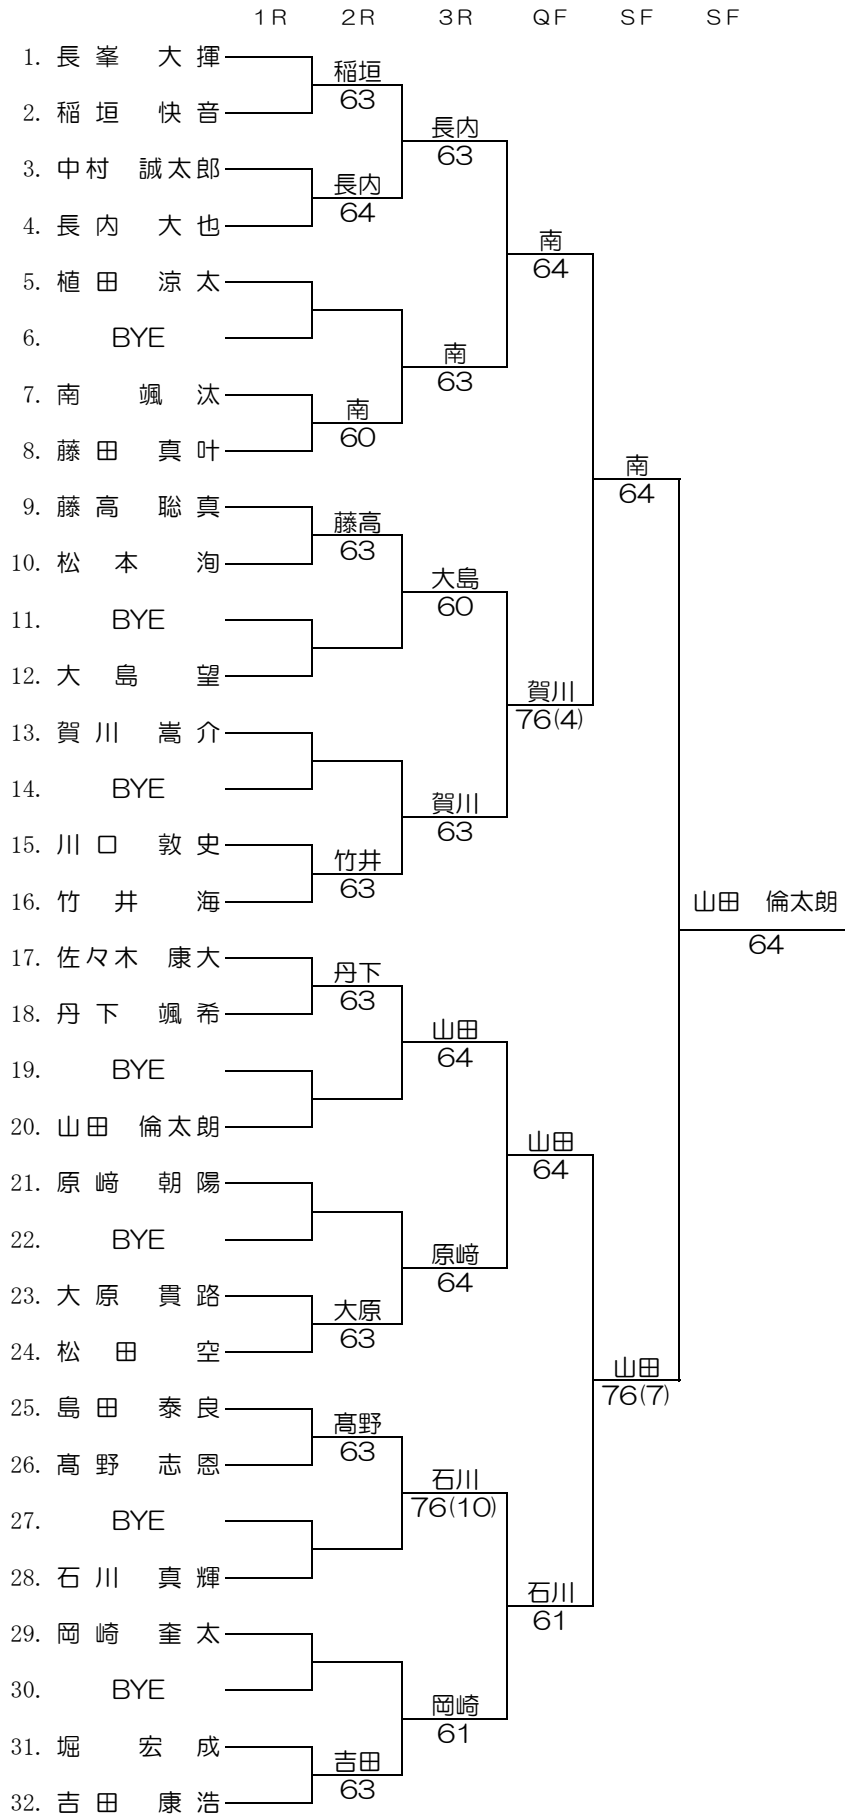 1R 2R 3R QF SF SF
1. 長峯 大揮
稲垣
63
2. 稲垣 快音
長内
63
3. 中村 誠太郎
長内
64
4. 長内 大也
南
64
5. 植田 涼太
6. BYE
南
63
7. 南 颯汰
南
60
8. 藤田 真叶
南
64
9. 藤高 聡真
藤高
63
10. 松本 洵
大島
60
11. BYE
12. 大島 望
賀川
76(4)
13. 賀川 嵩介
14. BYE
賀川
63
15. 川口 敦史
竹井
63
16. 竹井 海
山田 倫太朗
64
17. 佐々木 康大
丹下
63
18. 丹下 颯希
山田
64
19. BYE
20. 山田 倫太朗
山田
64
21. 原﨑 朝陽
22. BYE
原﨑
64
23. 大原 貫路
大原
63
24. 松田 空
山田
76(7)
25. 島田 泰良
髙野
63
26.髙野 志恩
石川
76(10)
27. BYE
28. 石川 真輝
石川
61
29. 岡崎 奎太
30. BYE
岡崎
61
31. 堀 宏成
吉田
63
32. 吉田 康浩